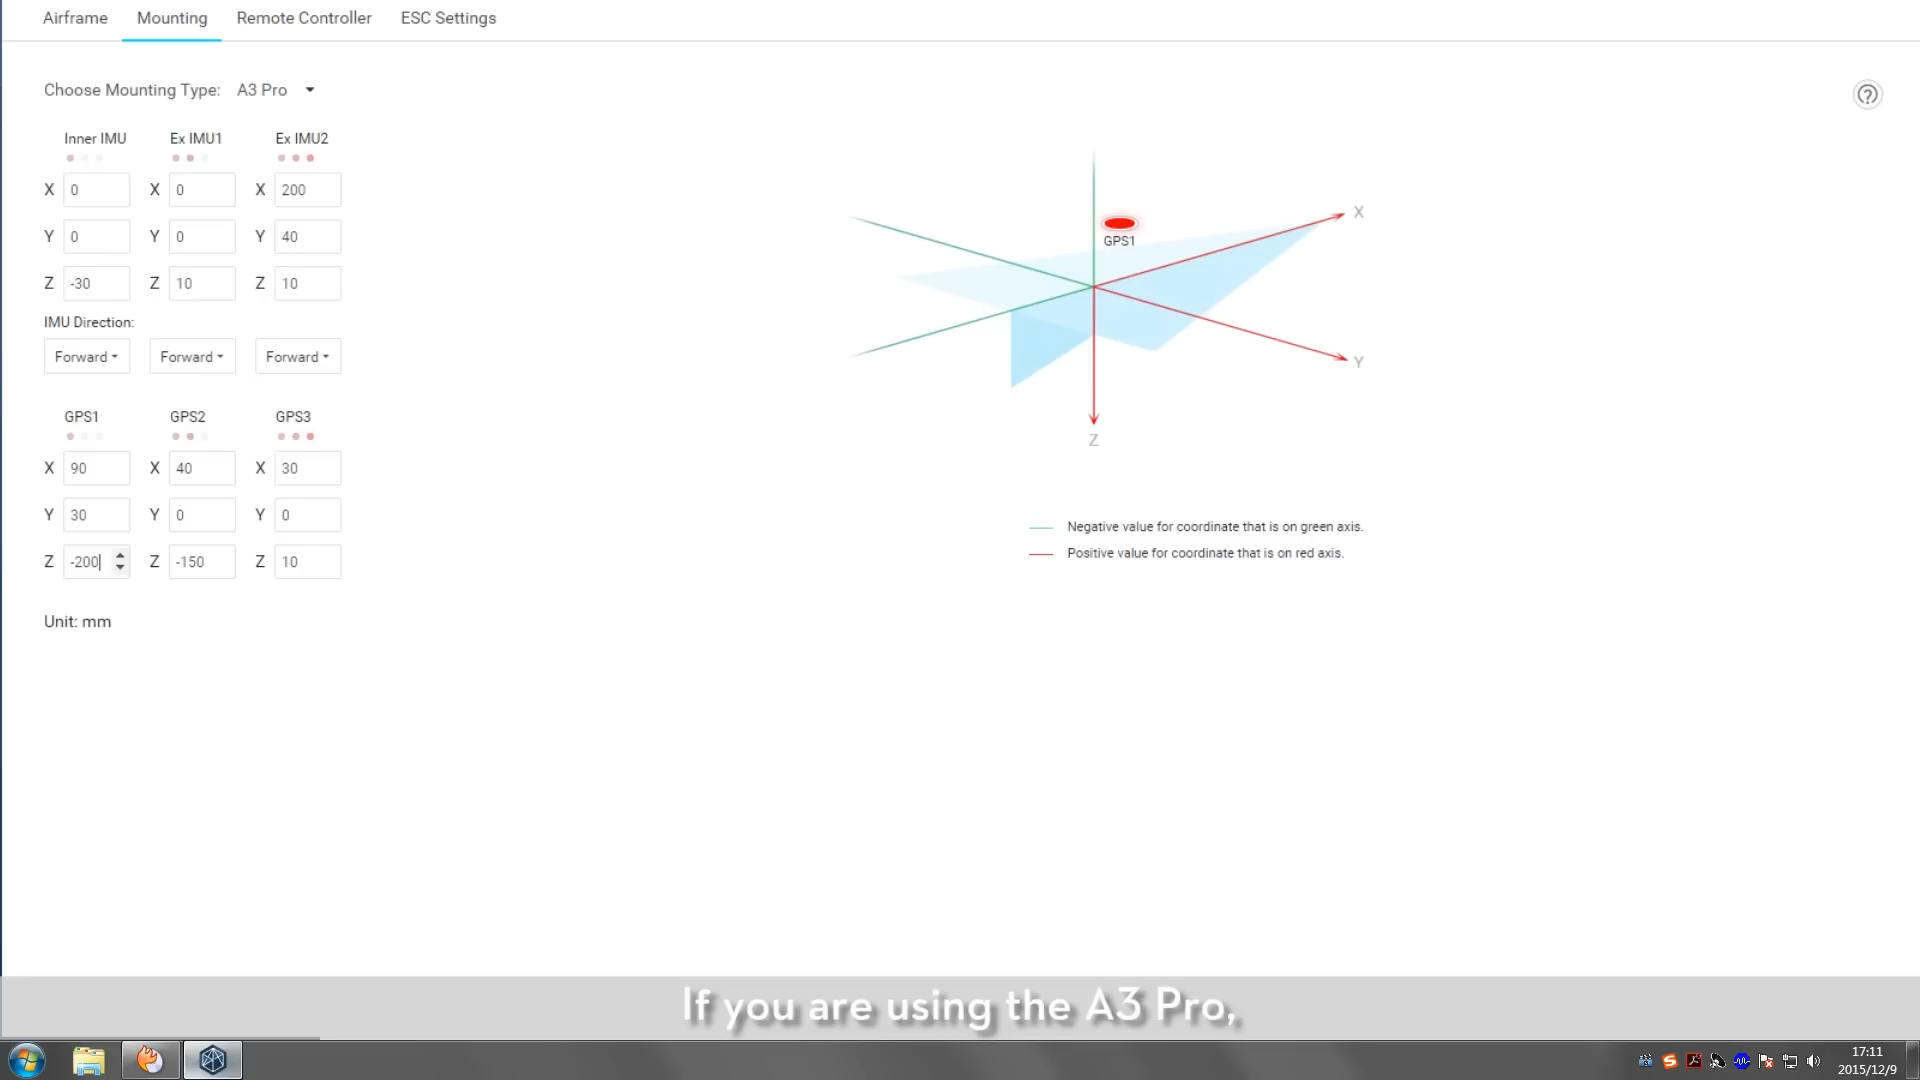 Airframe Mounting Remote Controller ESC Settings
Choose Mounting Type: A3 Pro
Inner IMU Ex IMU1 Ex IMU2
X 0 X 0 X 200
Y 0 Y 0 Y 40
Z -30 Z 10 Z 10
IMU Direction:
Forward Forward Forward
GPS1 GPS2 GPS3
X 90 X 40 X 30
Y 30 Y 0 Y 0
Z -200 Z -150 Z 10
Unit: mm
X
GPS1
Y
Z
Negative value for coordinate that is on green axis.
Positive value for coordinate that is on red axis.
If you are using the A3 Pro,
17:11
2015/12/9